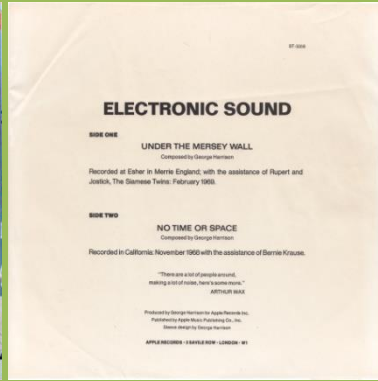 ELECTRONIC SOUND
SIDE ONE
UNDER THE MERSEY WALL
Composed by George Harrison
Recorded at Esher in Merrie England; with the assistance of Rupert and
Jostick, The Siamese Twins: February 1969.
SIDE TWO
NO TIME OR SPACE
Composed by George Harrison
Recorded in California: November 1968 with the assistance of Bernie Krause.
"There are a lot of people around,
making a lot of noise, here's some more."
ARTHUR WAX
Produced by George Harrison for Apple Records Inc.
Published by Apple Music Publishing Co., Inc.
Sleeve design by George Harrison
APPLE RECORDS · 3 SAVILE ROW · LONDON · W1